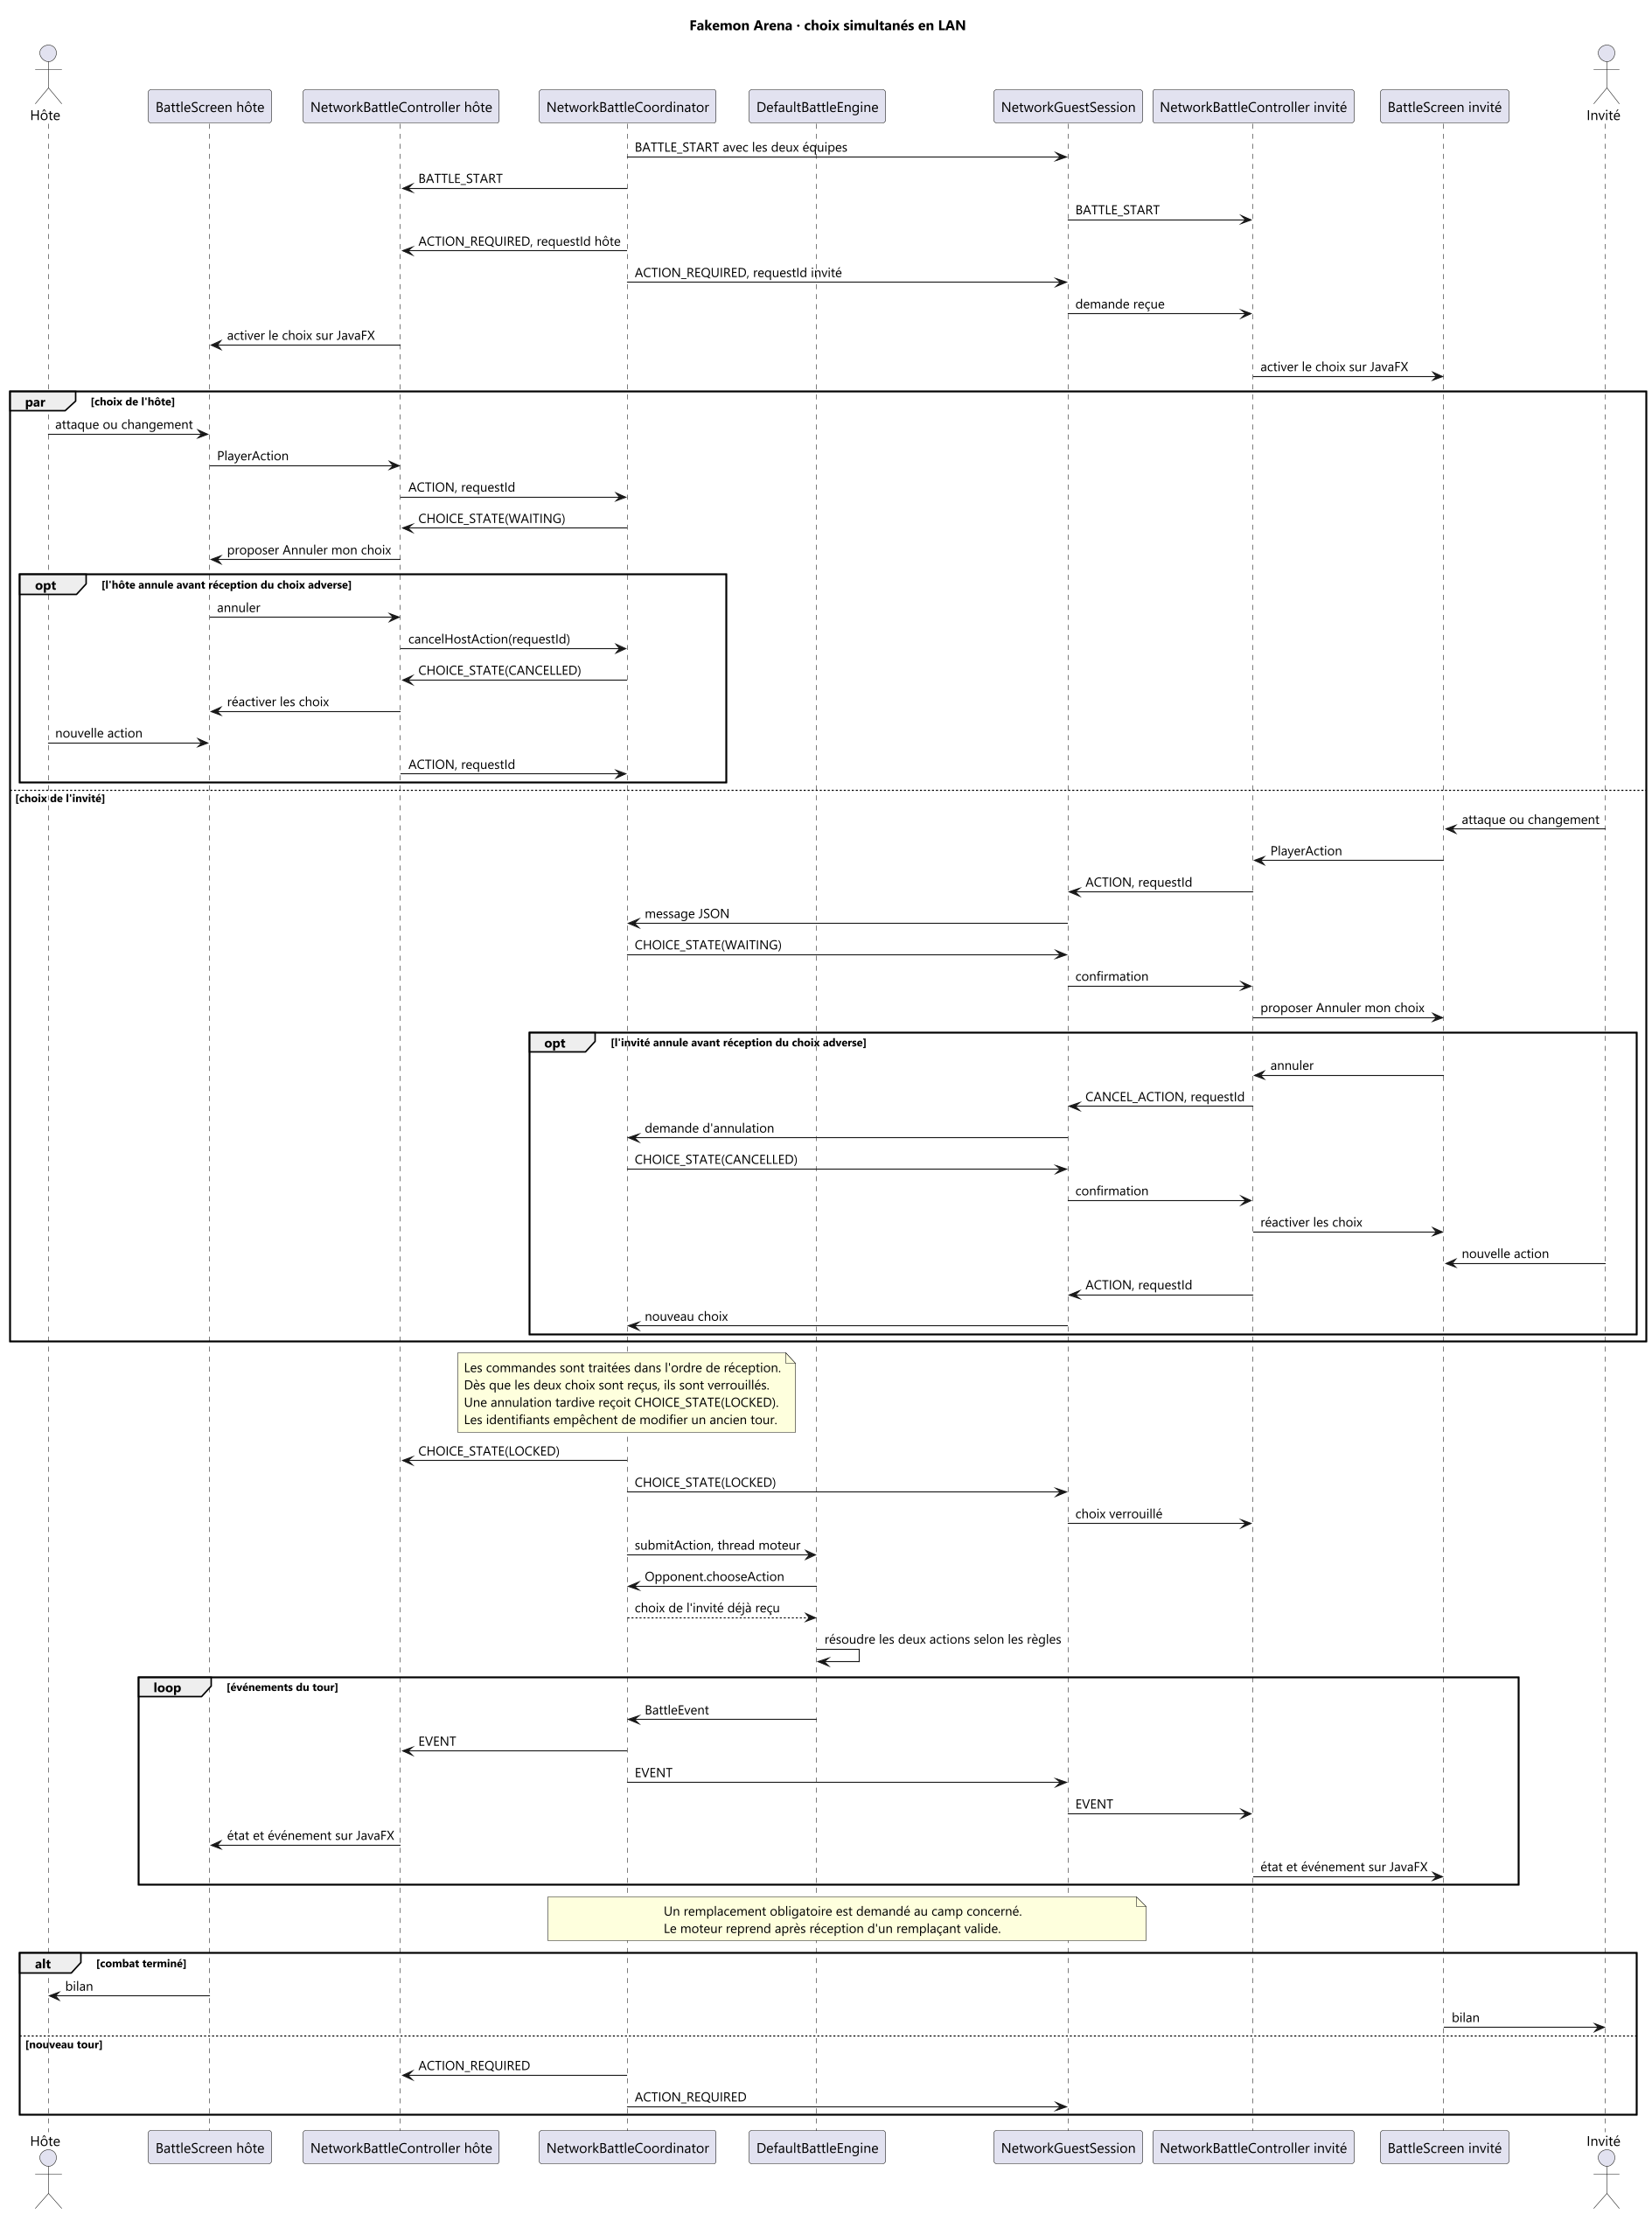 Fakemon Arena · choix simultanés en LAN
Hôte
BattleScreen hôte
NetworkBattleController hôte
NetworkBattleCoordinator
DefaultBattleEngine
NetworkGuestSession
NetworkBattleController invité
BattleScreen invité
Invité
BATTLE_START avec les deux équipes
BATTLE_START
BATTLE_START
ACTION_REQUIRED, requestId hôte
ACTION_REQUIRED, requestId invité
demande reçue
activer le choix sur JavaFX
activer le choix sur JavaFX
par [choix de l'hôte]
attaque ou changement
PlayerAction
ACTION, requestId
CHOICE_STATE(WAITING)
proposer Annuler mon choix
opt [l'hôte annule avant réception du choix adverse]
annuler
cancelHostAction(requestId)
CHOICE_STATE(CANCELLED)
réactiver les choix
nouvelle action
ACTION, requestId
[choix de l'invité]
attaque ou changement
PlayerAction
ACTION, requestId
message JSON
CHOICE_STATE(WAITING)
confirmation
proposer Annuler mon choix
opt [l'invité annule avant réception du choix adverse]
annuler
CANCEL_ACTION, requestId
demande d'annulation
CHOICE_STATE(CANCELLED)
confirmation
réactiver les choix
nouvelle action
ACTION, requestId
nouveau choix
Les commandes sont traitées dans l'ordre de réception.
Dès que les deux choix sont reçus, ils sont verrouillés.
Une annulation tardive reçoit CHOICE_STATE(LOCKED).
Les identifiants empêchent de modifier un ancien tour.
CHOICE_STATE(LOCKED)
CHOICE_STATE(LOCKED)
choix verrouillé
submitAction, thread moteur
Opponent.chooseAction
choix de l'invité déjà reçu
résoudre les deux actions selon les règles
loop [événements du tour]
BattleEvent
EVENT
EVENT
EVENT
état et événement sur JavaFX
état et événement sur JavaFX
Un remplacement obligatoire est demandé au camp concerné.
Le moteur reprend après réception d'un remplaçant valide.
alt [combat terminé]
bilan
bilan
[nouveau tour]
ACTION_REQUIRED
ACTION_REQUIRED
Hôte
BattleScreen hôte
NetworkBattleController hôte
NetworkBattleCoordinator
DefaultBattleEngine
NetworkGuestSession
NetworkBattleController invité
BattleScreen invité
Invité